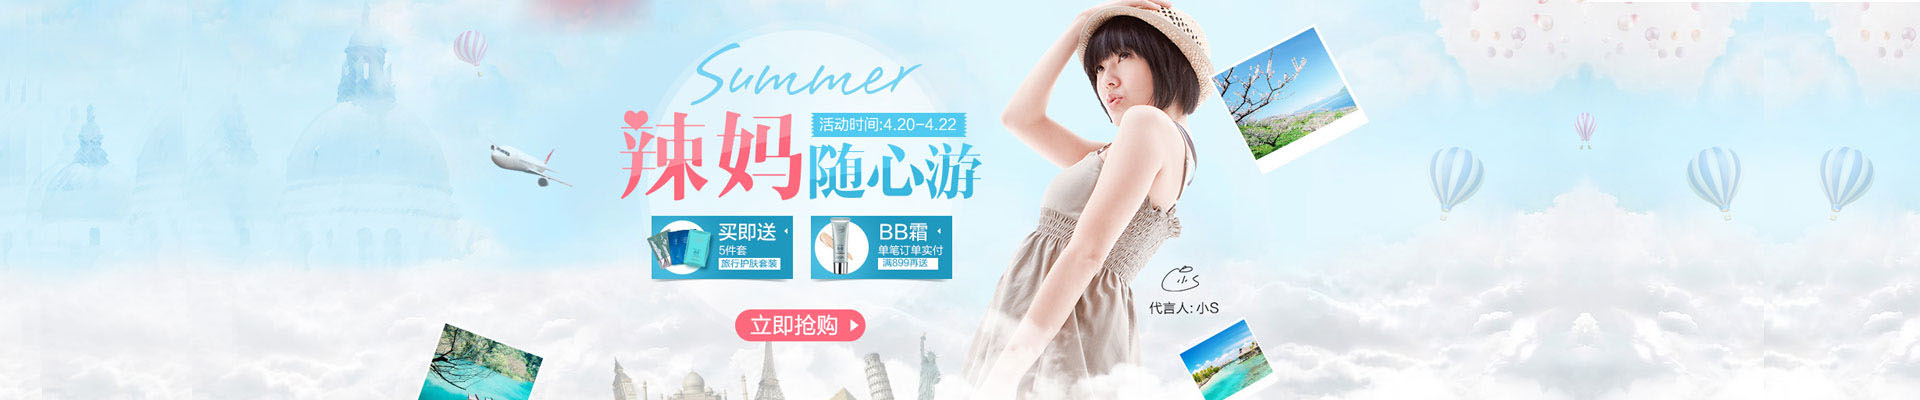 Summer
活动时间:4.20-4.22
辣妈随心游
买即送
5件套
旅行护肤套装
BB霜
单笔订单实付
满899再送
立即抢购
小S
代言人: 小S